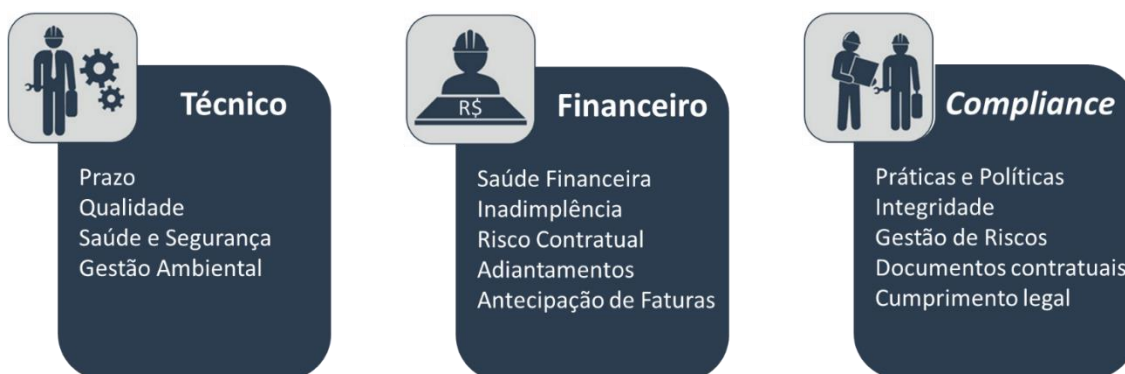 Técnico
Prazo
Qualidade
Saúde e Segurança
Gestão Ambiental
R$
Financeiro
Saúde Financeira
Inadimplência
Risco Contratual
Adiantamentos
Antecipação de Faturas
Compliance
Práticas e Políticas
Integridade
Gestão de Riscos
Documentos contratuais
Cumprimento legal